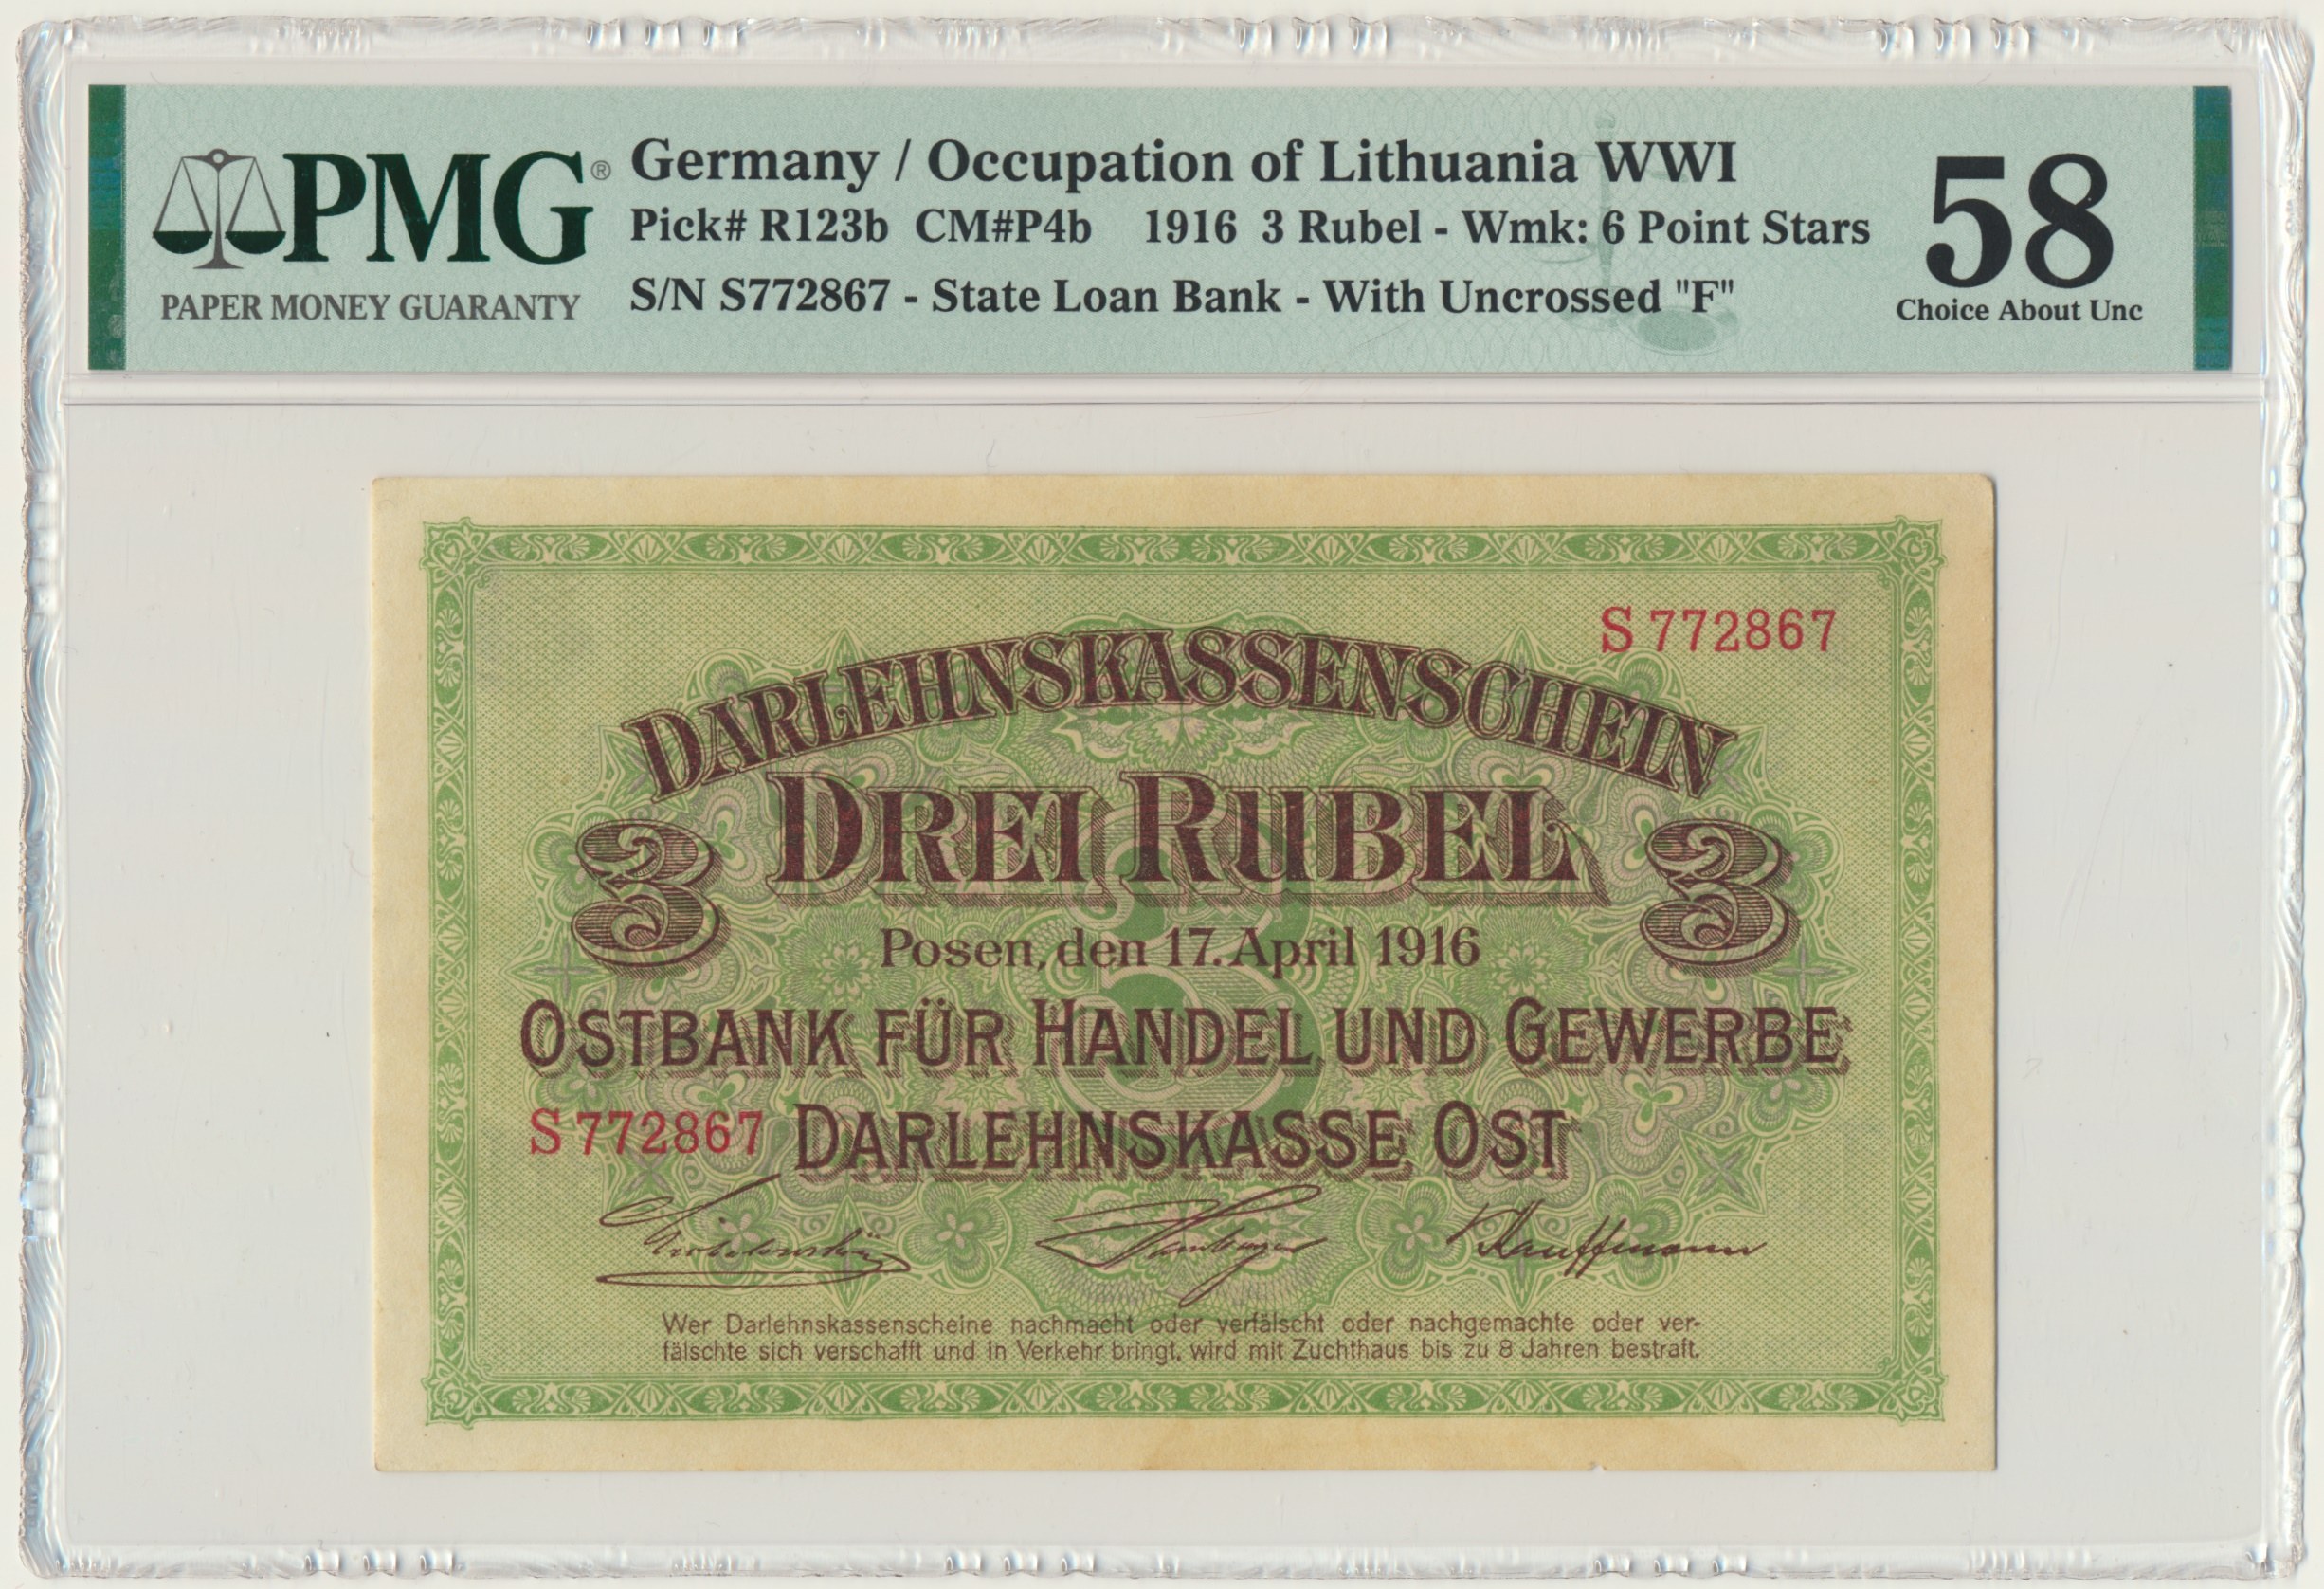 PMG®
PAPER MONEY GUARANTY
Germany / Occupation of Lithuania WWI
Pick# R123b CM#P4b 1916 3 Rubel - Wmk: 6 Point Stars
S/N S772867 - State Loan Bank - With Uncrossed "F"
58
Choice About Unc
S 772867
DARLEHNSKASSENSCHEIN
3 DREI RUBEL 3
3
Posen, den 17. April 1916
OSTBANK FÜR HANDEL UND GEWERBE
S 772867 DARLEHNSKASSE OST
Hamburger Kauffmann
Wer Darlehnskassenscheine nachmacht oder verfälscht oder nachgemachte oder ver-
fälschte sich verschafft und in Verkehr bringt, wird mit Zuchthaus bis zu 8 Jahren bestraft.